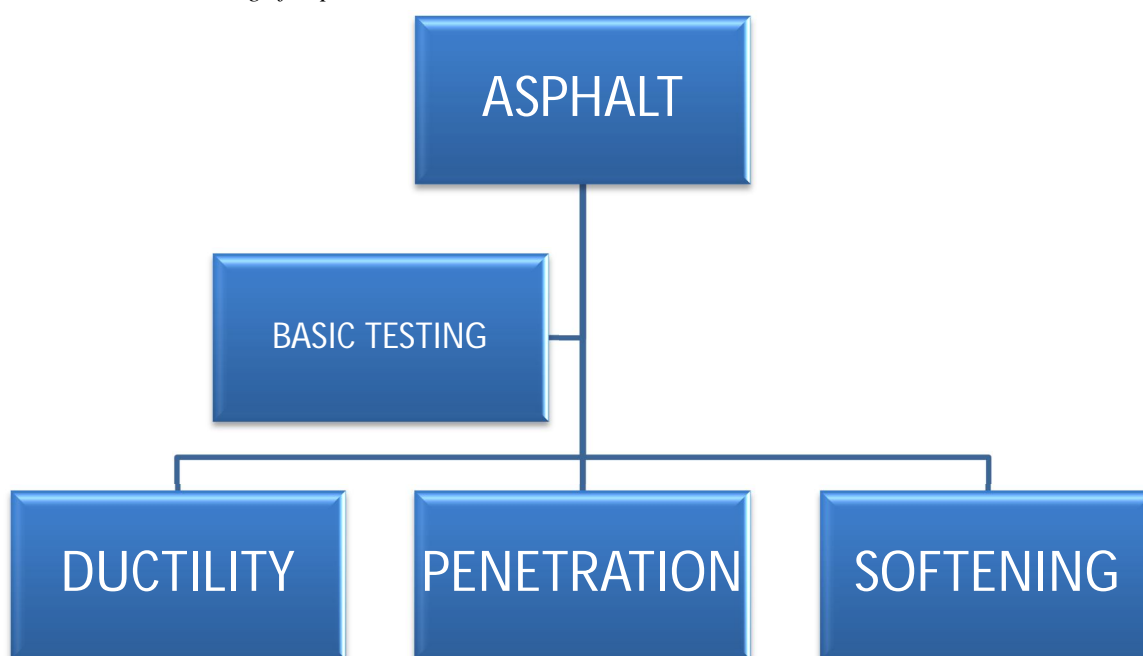 ASPHALT
BASIC TESTING
DUCTILITY
PENETRATION
SOFTENING